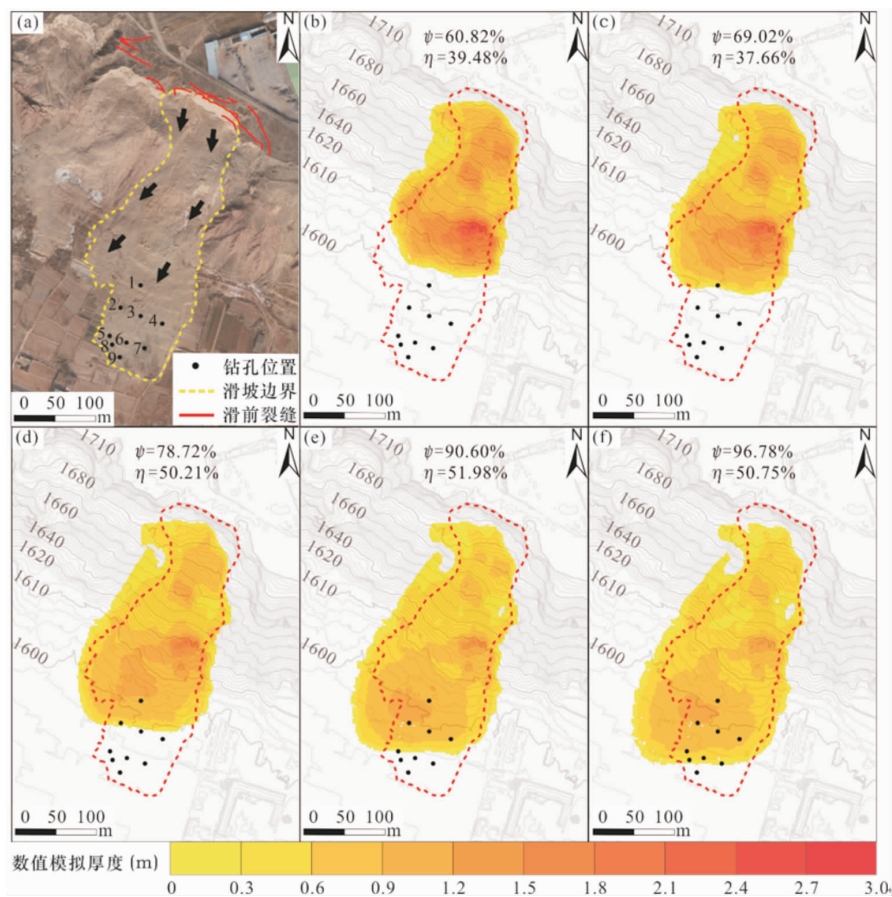 (a)
N
1
2
3
4
5
6
7
8
9
钻孔位置
滑坡边界
滑前裂缝
0 50 100
m
(b)
1710
ψ=60.82%
η=39.48%
N
1680
1660
1640
1620
1610
1600
0 50 100
m
(c)
1710
ψ=69.02%
η=37.66%
N
1680
1660
1640
1620
1610
1600
0 50 100
m
(d)
1710
ψ=78.72%
η=50.21%
N
1680
1660
1640
1620
1610
1600
0 50 100
m
(e)
1710
ψ=90.60%
η=51.98%
N
1680
1660
1640
1620
1610
1600
0 50 100
m
(f)
1710
ψ=96.78%
η=50.75%
N
1680
1660
1640
1620
1610
1600
0 50 100
m
数值模拟厚度 (m)
0 0.3 0.6 0.9 1.2 1.5 1.8 2.1 2.4 2.7 3.0